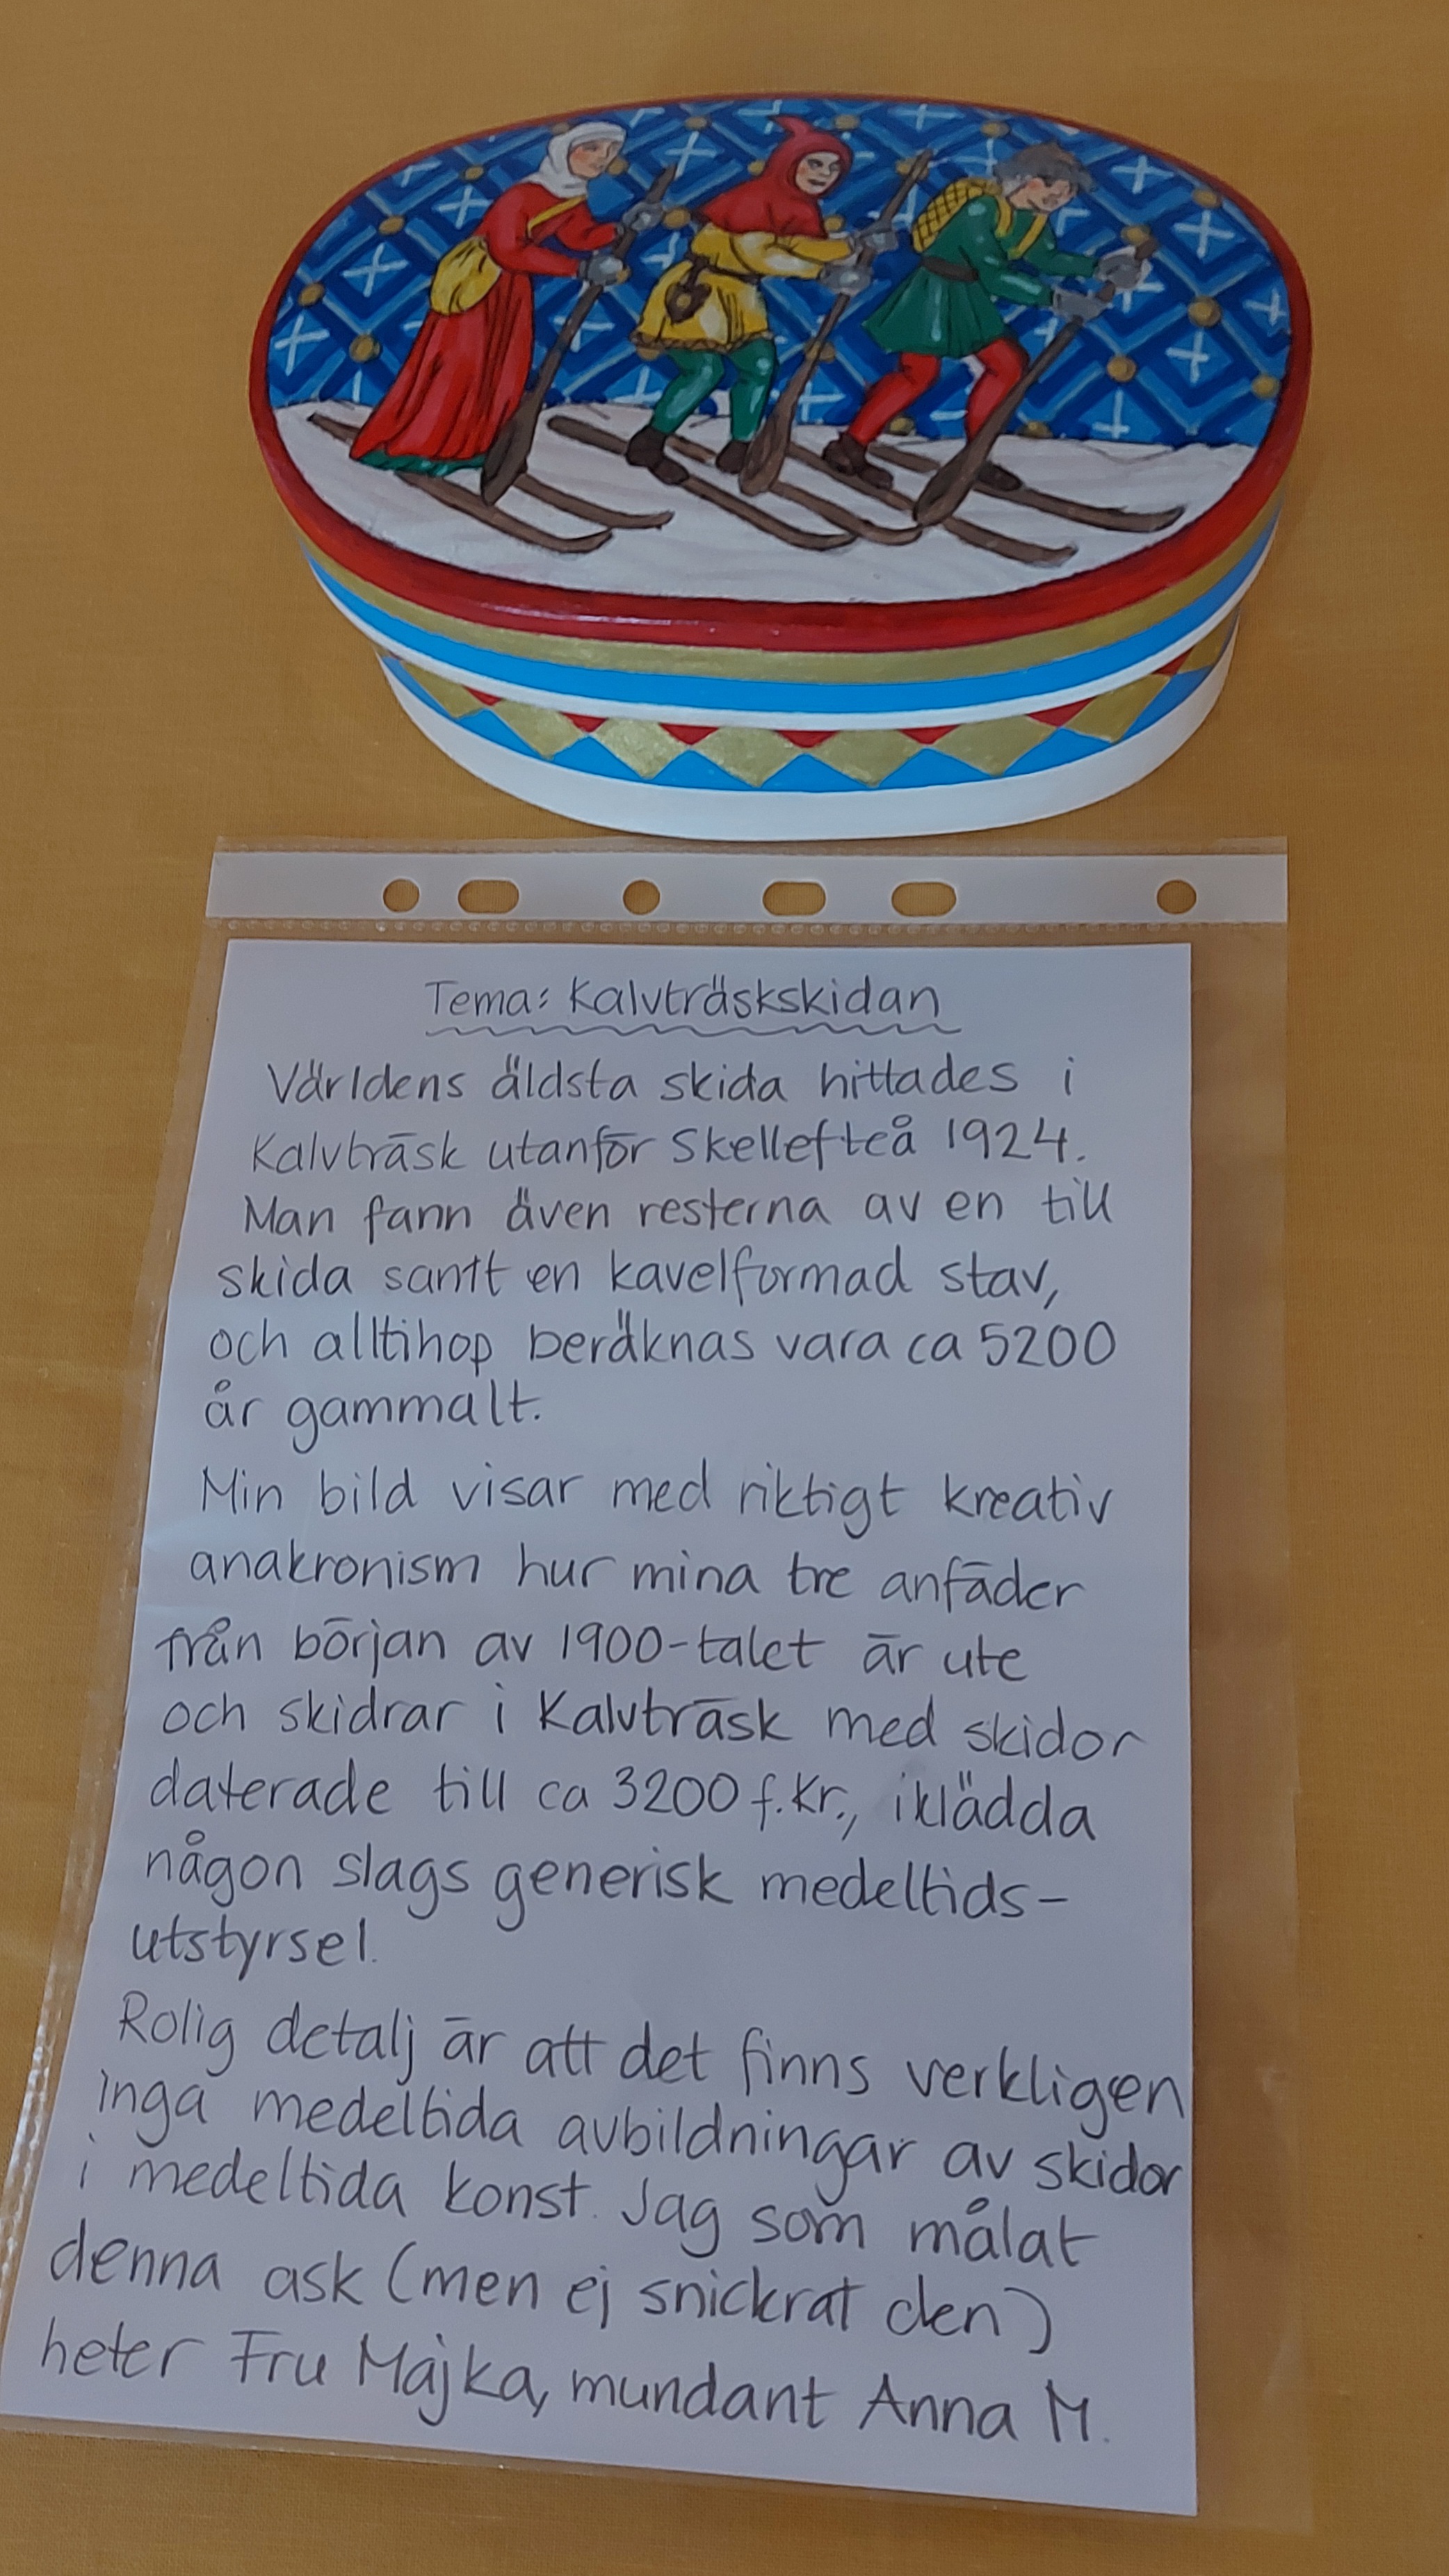 Tema: Kalvträskskidan
Världens äldsta skida hittades i
Kalvträsk utanför Skellefteå 1924.
Man fann även resterna av en till
skida samt en kavelformad stav,
och alltihop beräknas vara ca 5200
år gammalt.
Min bild visar med riktigt kreativ
anakronism hur mina tre anfäder
från början av 1900-talet är ute
och skidrar i Kalvträsk med skidor
daterade till ca 3200 f.Kr., iklädda
någon slags generisk medeltids-
utstyrsel.
Rolig detalj är att det finns verkligen
inga medeltida avbildningar av skidor
i medeltida konst. Jag som målat
denna ask (men ej snickrat den)
heter Fru Majka, mundant Anna M.